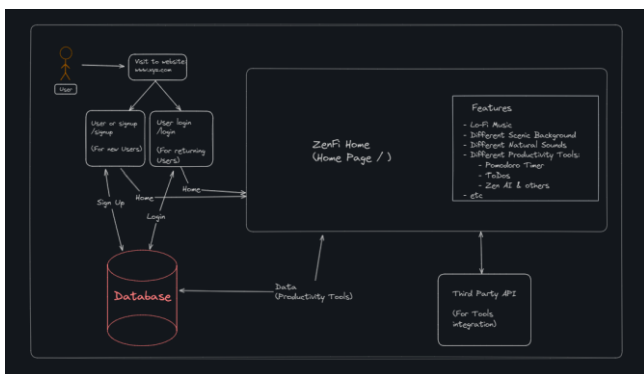 User
Visit to website:
www.xyz.com
User or signup
/signup
(For new Users)
User login
/login
(For returning
Users)
Home
Home
Sign Up
Login
Database
ZenFi Home
(Home Page / )
Features
- Lo-Fi Music
- Different Scenic Background
- Different Natural Sounds
- Different Productivity Tools:
- Pomodoro Timer
- ToDos
- Zen AI & others
- etc
Data
(Productivity Tools)
Third Party API
(For Tools
integration)